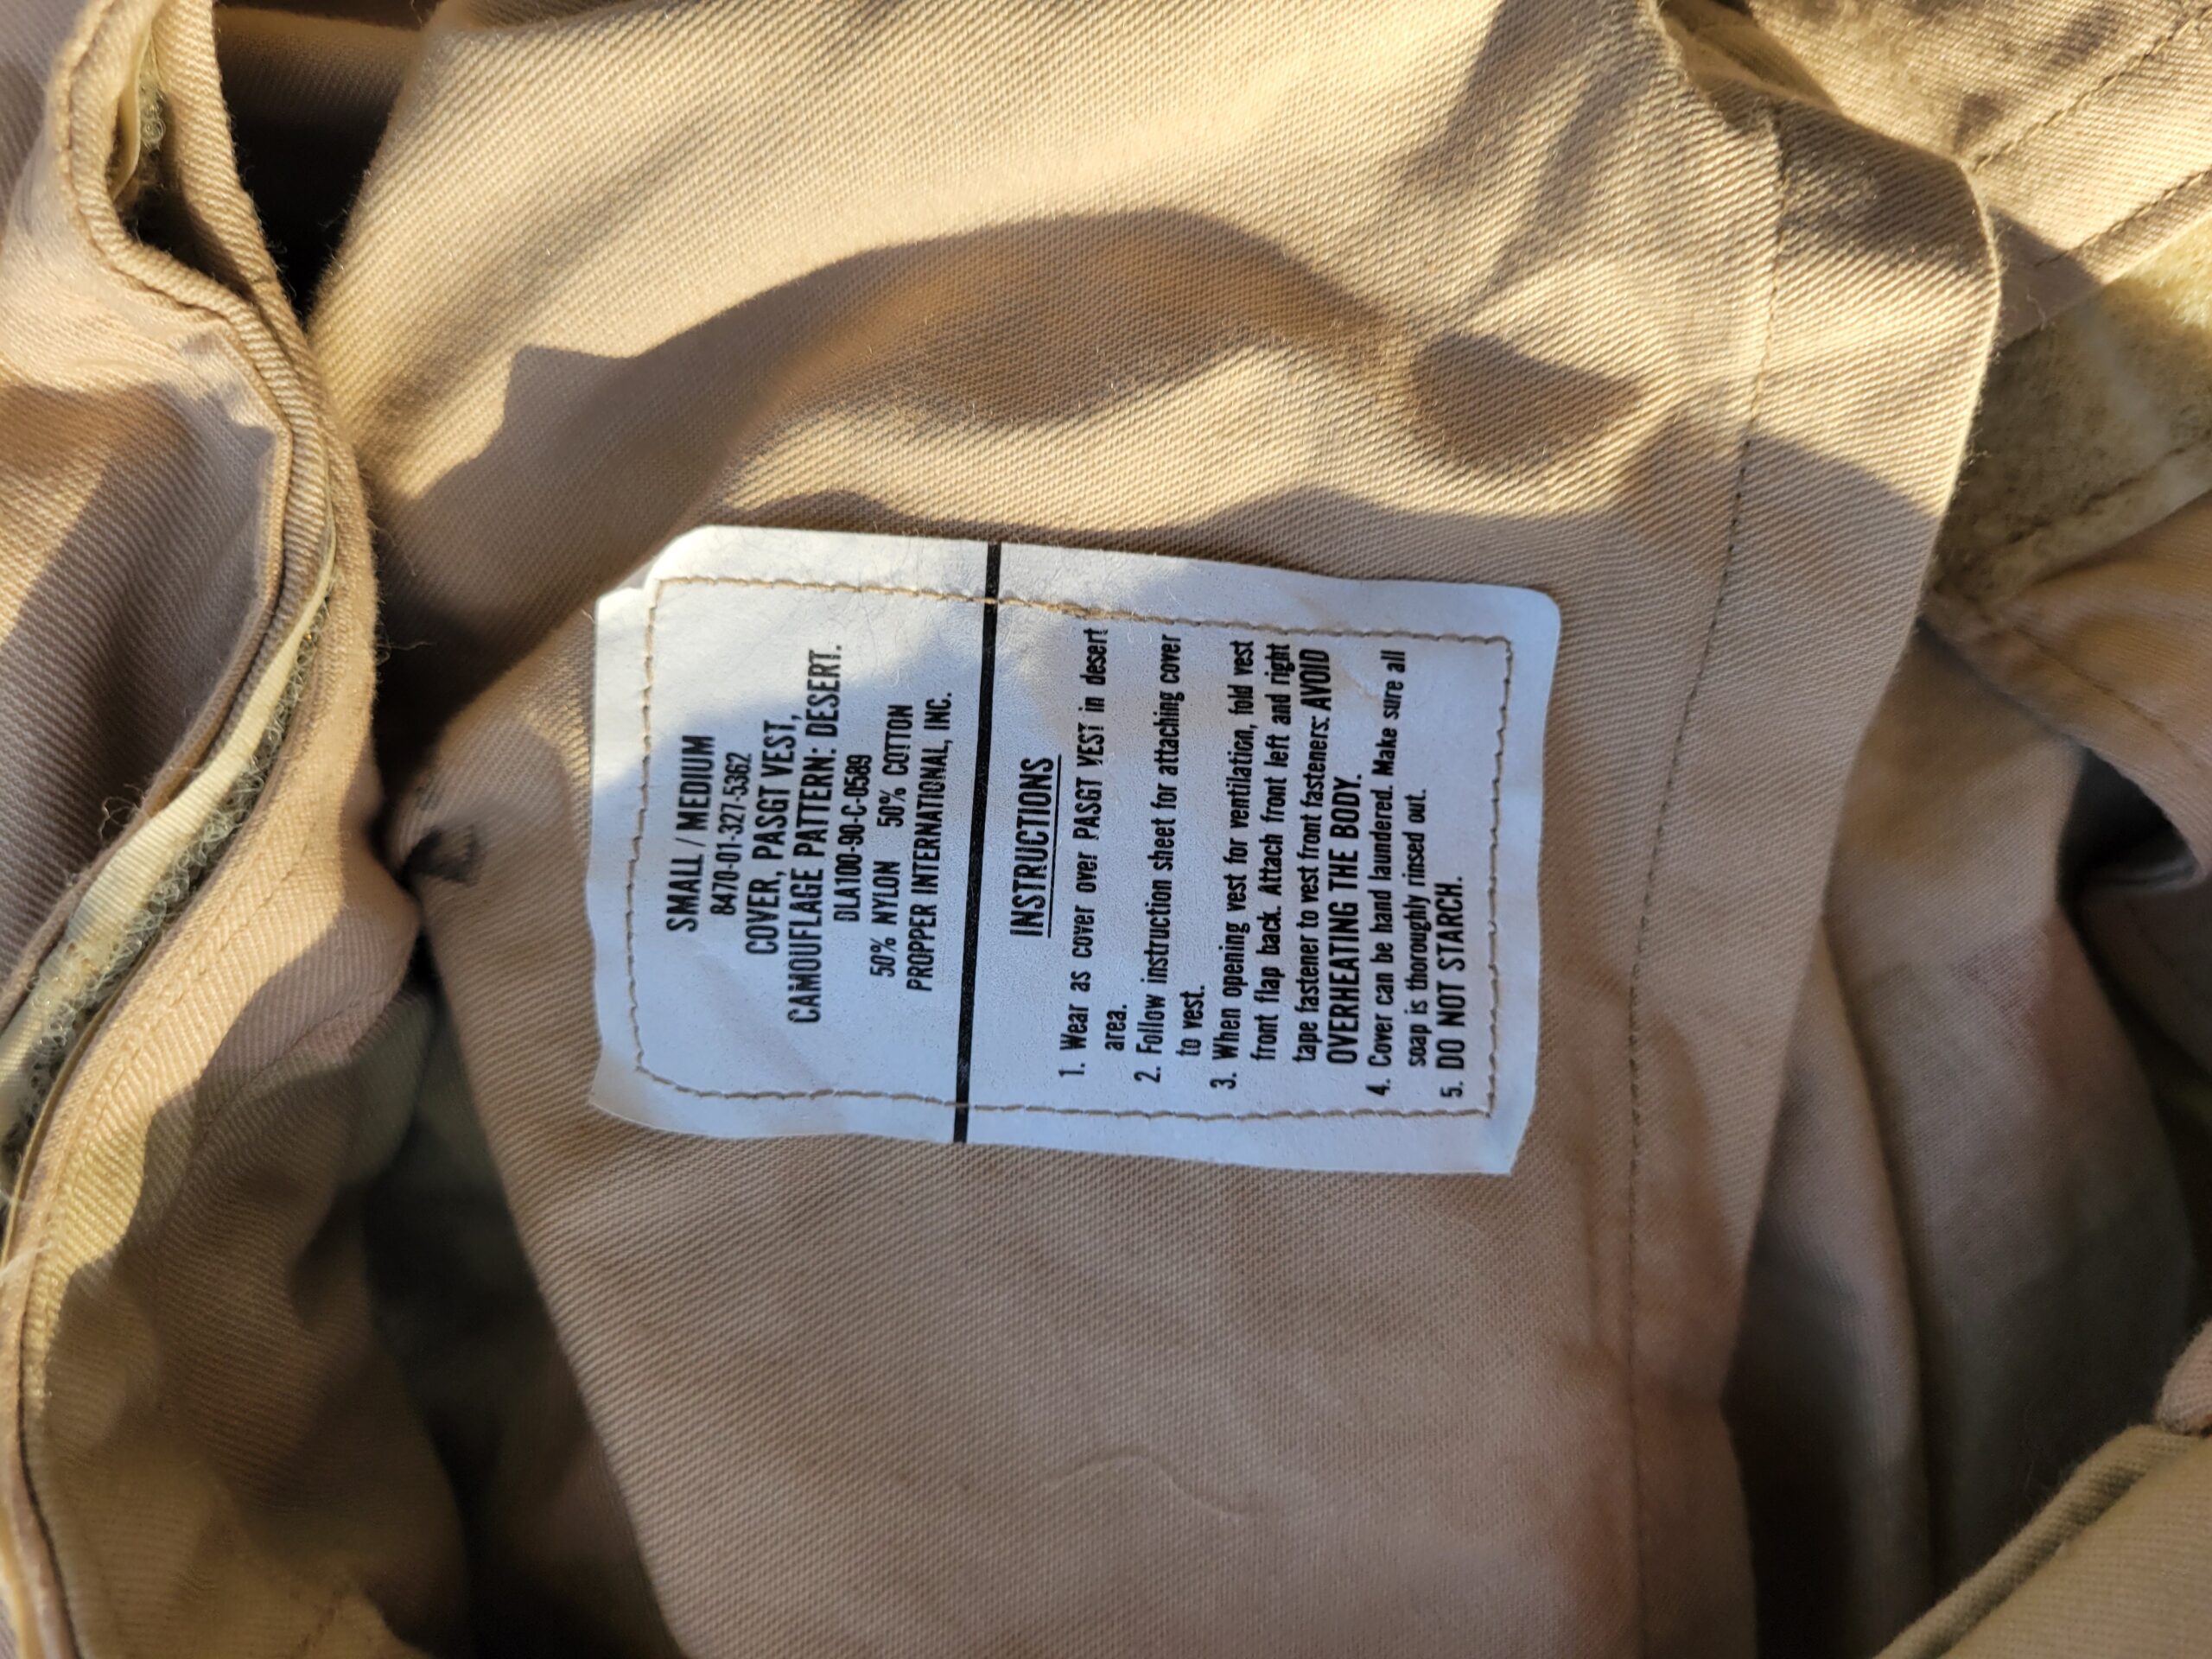 SMALL / MEDIUM
8470-01-327-5362
COVER, PASGT VEST,
CAMOUFLAGE PATTERN: DESERT.
DLA100-90-C-0589
50% NYLON 50% COTTON
PROPPER INTERNATIONAL, INC.
INSTRUCTIONS
1. Wear as cover over PASGT VEST in desert
area.
2. Follow instruction sheet for attaching cover
to vest.
3. When opening vest for ventilation, fold vest
front flap back. Attach front left and right
tape fastener to vest front fasteners: AVOID
OVERHEATING THE BODY.
4. Cover can be hand laundered. Make sure all
soap is thoroughly rinsed out.
5. DO NOT STARCH.